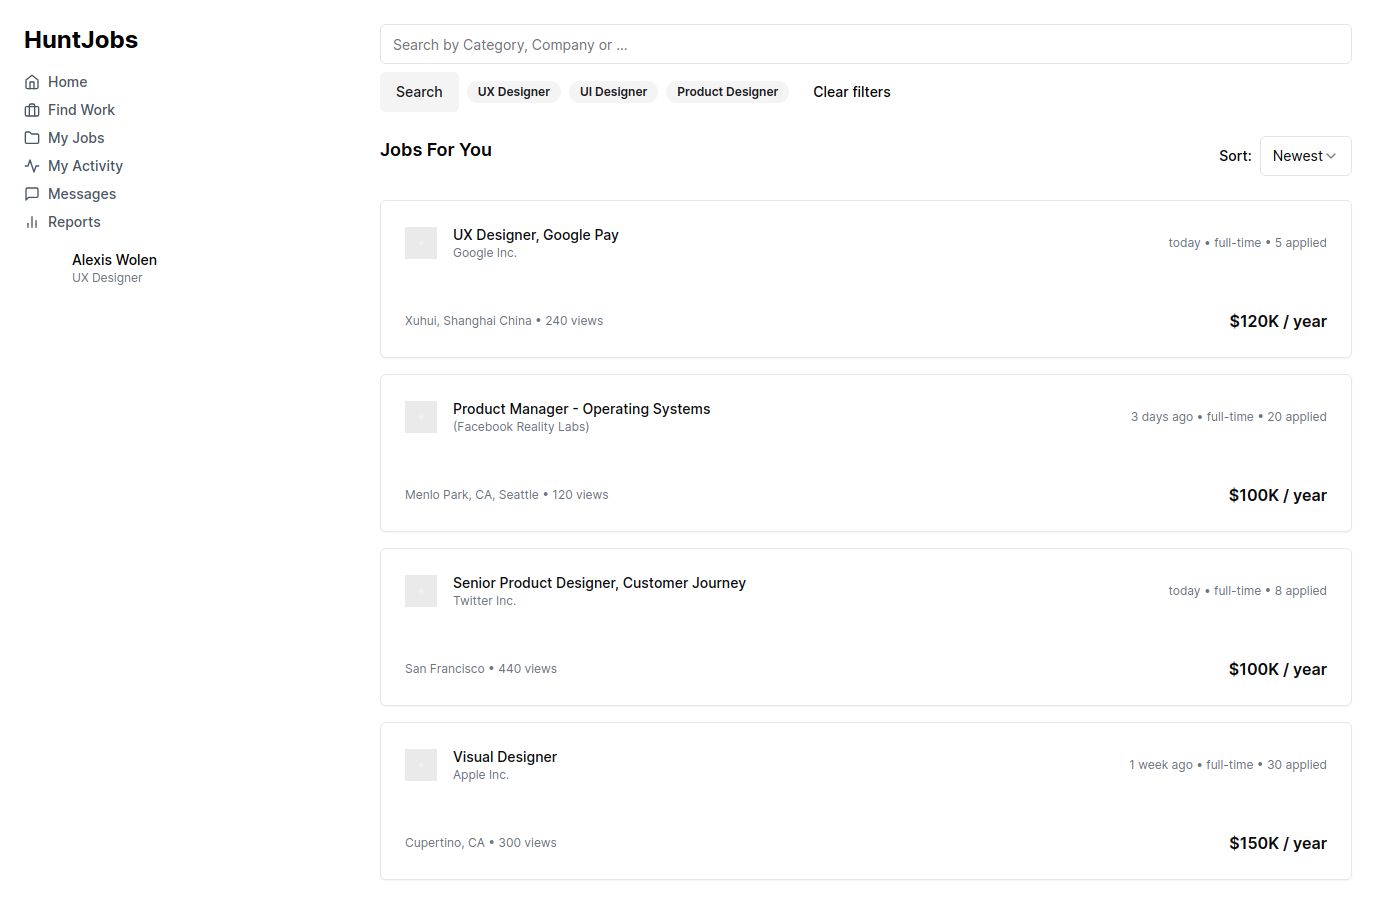 HuntJobs
Home
Find Work
My Jobs
My Activity
Messages
Reports
Alexis Wolen
UX Designer
Search by Category, Company or ...
Search UX Designer UI Designer Product Designer Clear filters
Jobs For You
Sort: Newest
UX Designer, Google Pay
Google Inc.
today • full-time • 5 applied
Xuhui, Shanghai China • 240 views
$120K / year
Product Manager - Operating Systems
(Facebook Reality Labs)
3 days ago • full-time • 20 applied
Menlo Park, CA, Seattle • 120 views
$100K / year
Senior Product Designer, Customer Journey
Twitter Inc.
today • full-time • 8 applied
San Francisco • 440 views
$100K / year
Visual Designer
Apple Inc.
1 week ago • full-time • 30 applied
Cupertino, CA • 300 views
$150K / year